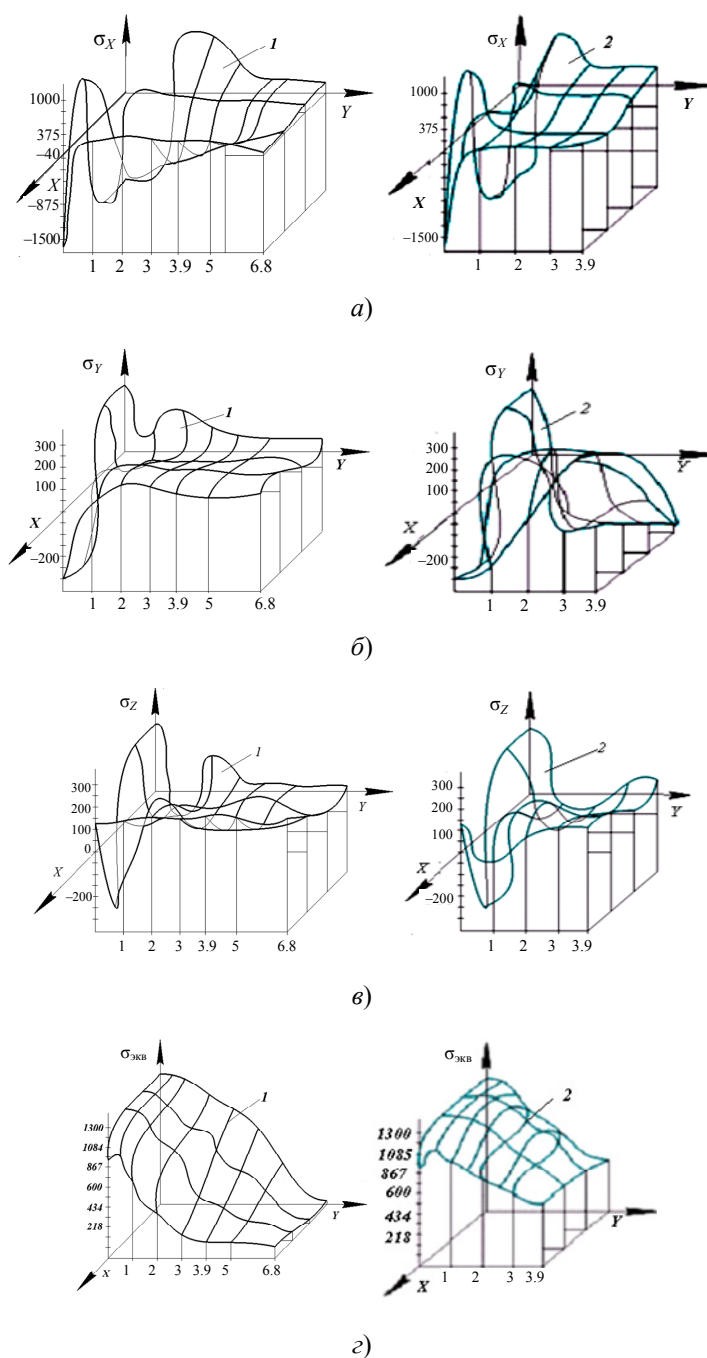 σX 1 σX 2
1000 Y 1000 Y
375 375
–40
X X
–875
–1500 –1500
1 2 3 3.9 5 6.8 1 2 3 3.9
а)
σY σY
1 2
300 Y 300 Y
200 200
100 100
X X
–200 –200
1 2 3 3.9 5 6.8 1 2 3 3.9
б)
σZ σZ
1 2
300 Y 300 Y
200 200
100 100
0
X X
–200 –200
1 2 3 3.9 5 6.8 1 2 3 3.9
в)
σэкв σэкв
1 2
1300 1300
1084 1085
867 867
600 600
434 Y 434 Y
218 218
X 1 2 3 3.9 5 6.8 X 1 2 3 3.9
г)